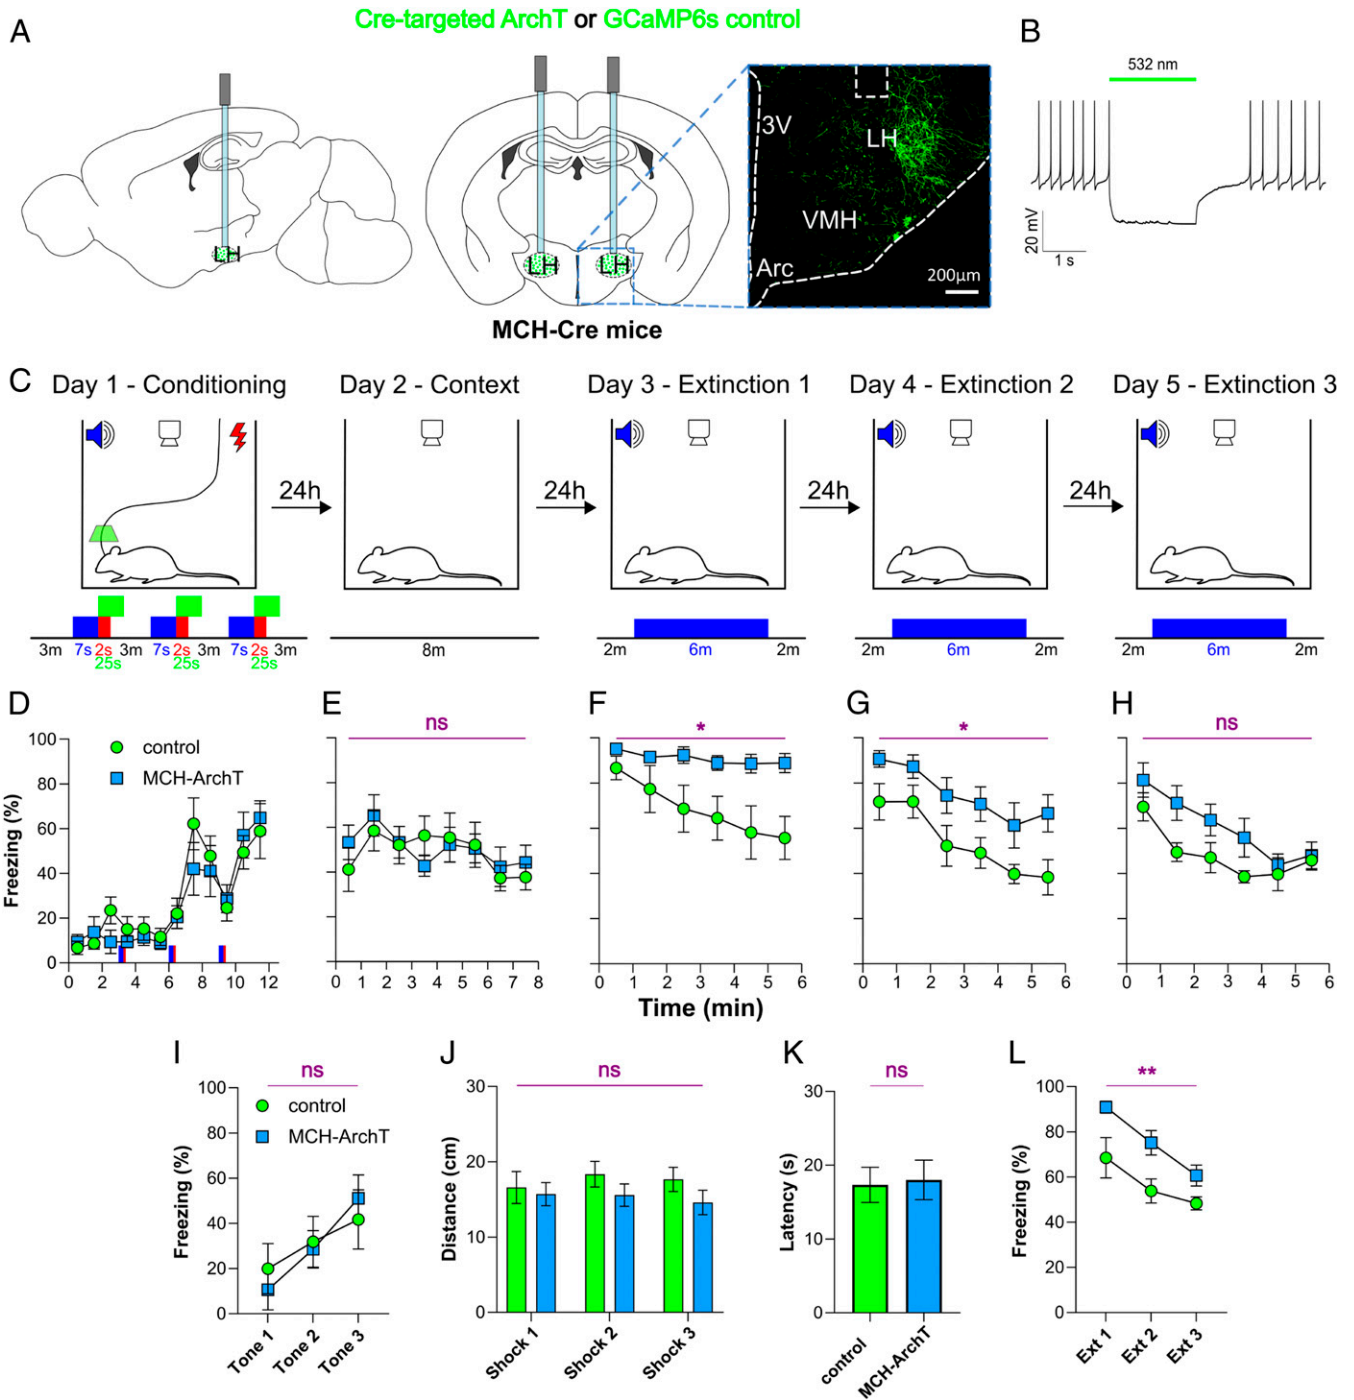 Cre-targeted ArchT or GCaMP6s control
A
LH
LH
LH
MCH-Cre mice
3V
LH
VMH
Arc
200µm
B
532 nm
20 mV
1 s
C
Day 1 - Conditioning
Day 2 - Context
Day 3 - Extinction 1
Day 4 - Extinction 2
Day 5 - Extinction 3
24h
24h
24h
24h
3m 7s 2s 3m 7s 2s 3m 7s 2s 3m
25s 25s 25s
8m
2m 6m 2m
2m 6m 2m
2m 6m 2m
D
Freezing (%)
100
80
60
40
20
0
control
MCH-ArchT
0 2 4 6 8 10 12
E
ns
0 1 2 3 4 5 6 7 8
F
*
0 1 2 3 4 5 6
G
*
0 1 2 3 4 5 6
H
ns
0 1 2 3 4 5 6
Time (min)
I
ns
Freezing (%)
100
80
60
40
20
0
control
MCH-ArchT
Tone 1
Tone 2
Tone 3
J
ns
Distance (cm)
30
20
10
0
Shock 1
Shock 2
Shock 3
K
ns
Latency (s)
30
20
10
0
control
MCH-ArchT
L
**
Freezing (%)
100
80
60
40
20
0
Ext 1
Ext 2
Ext 3